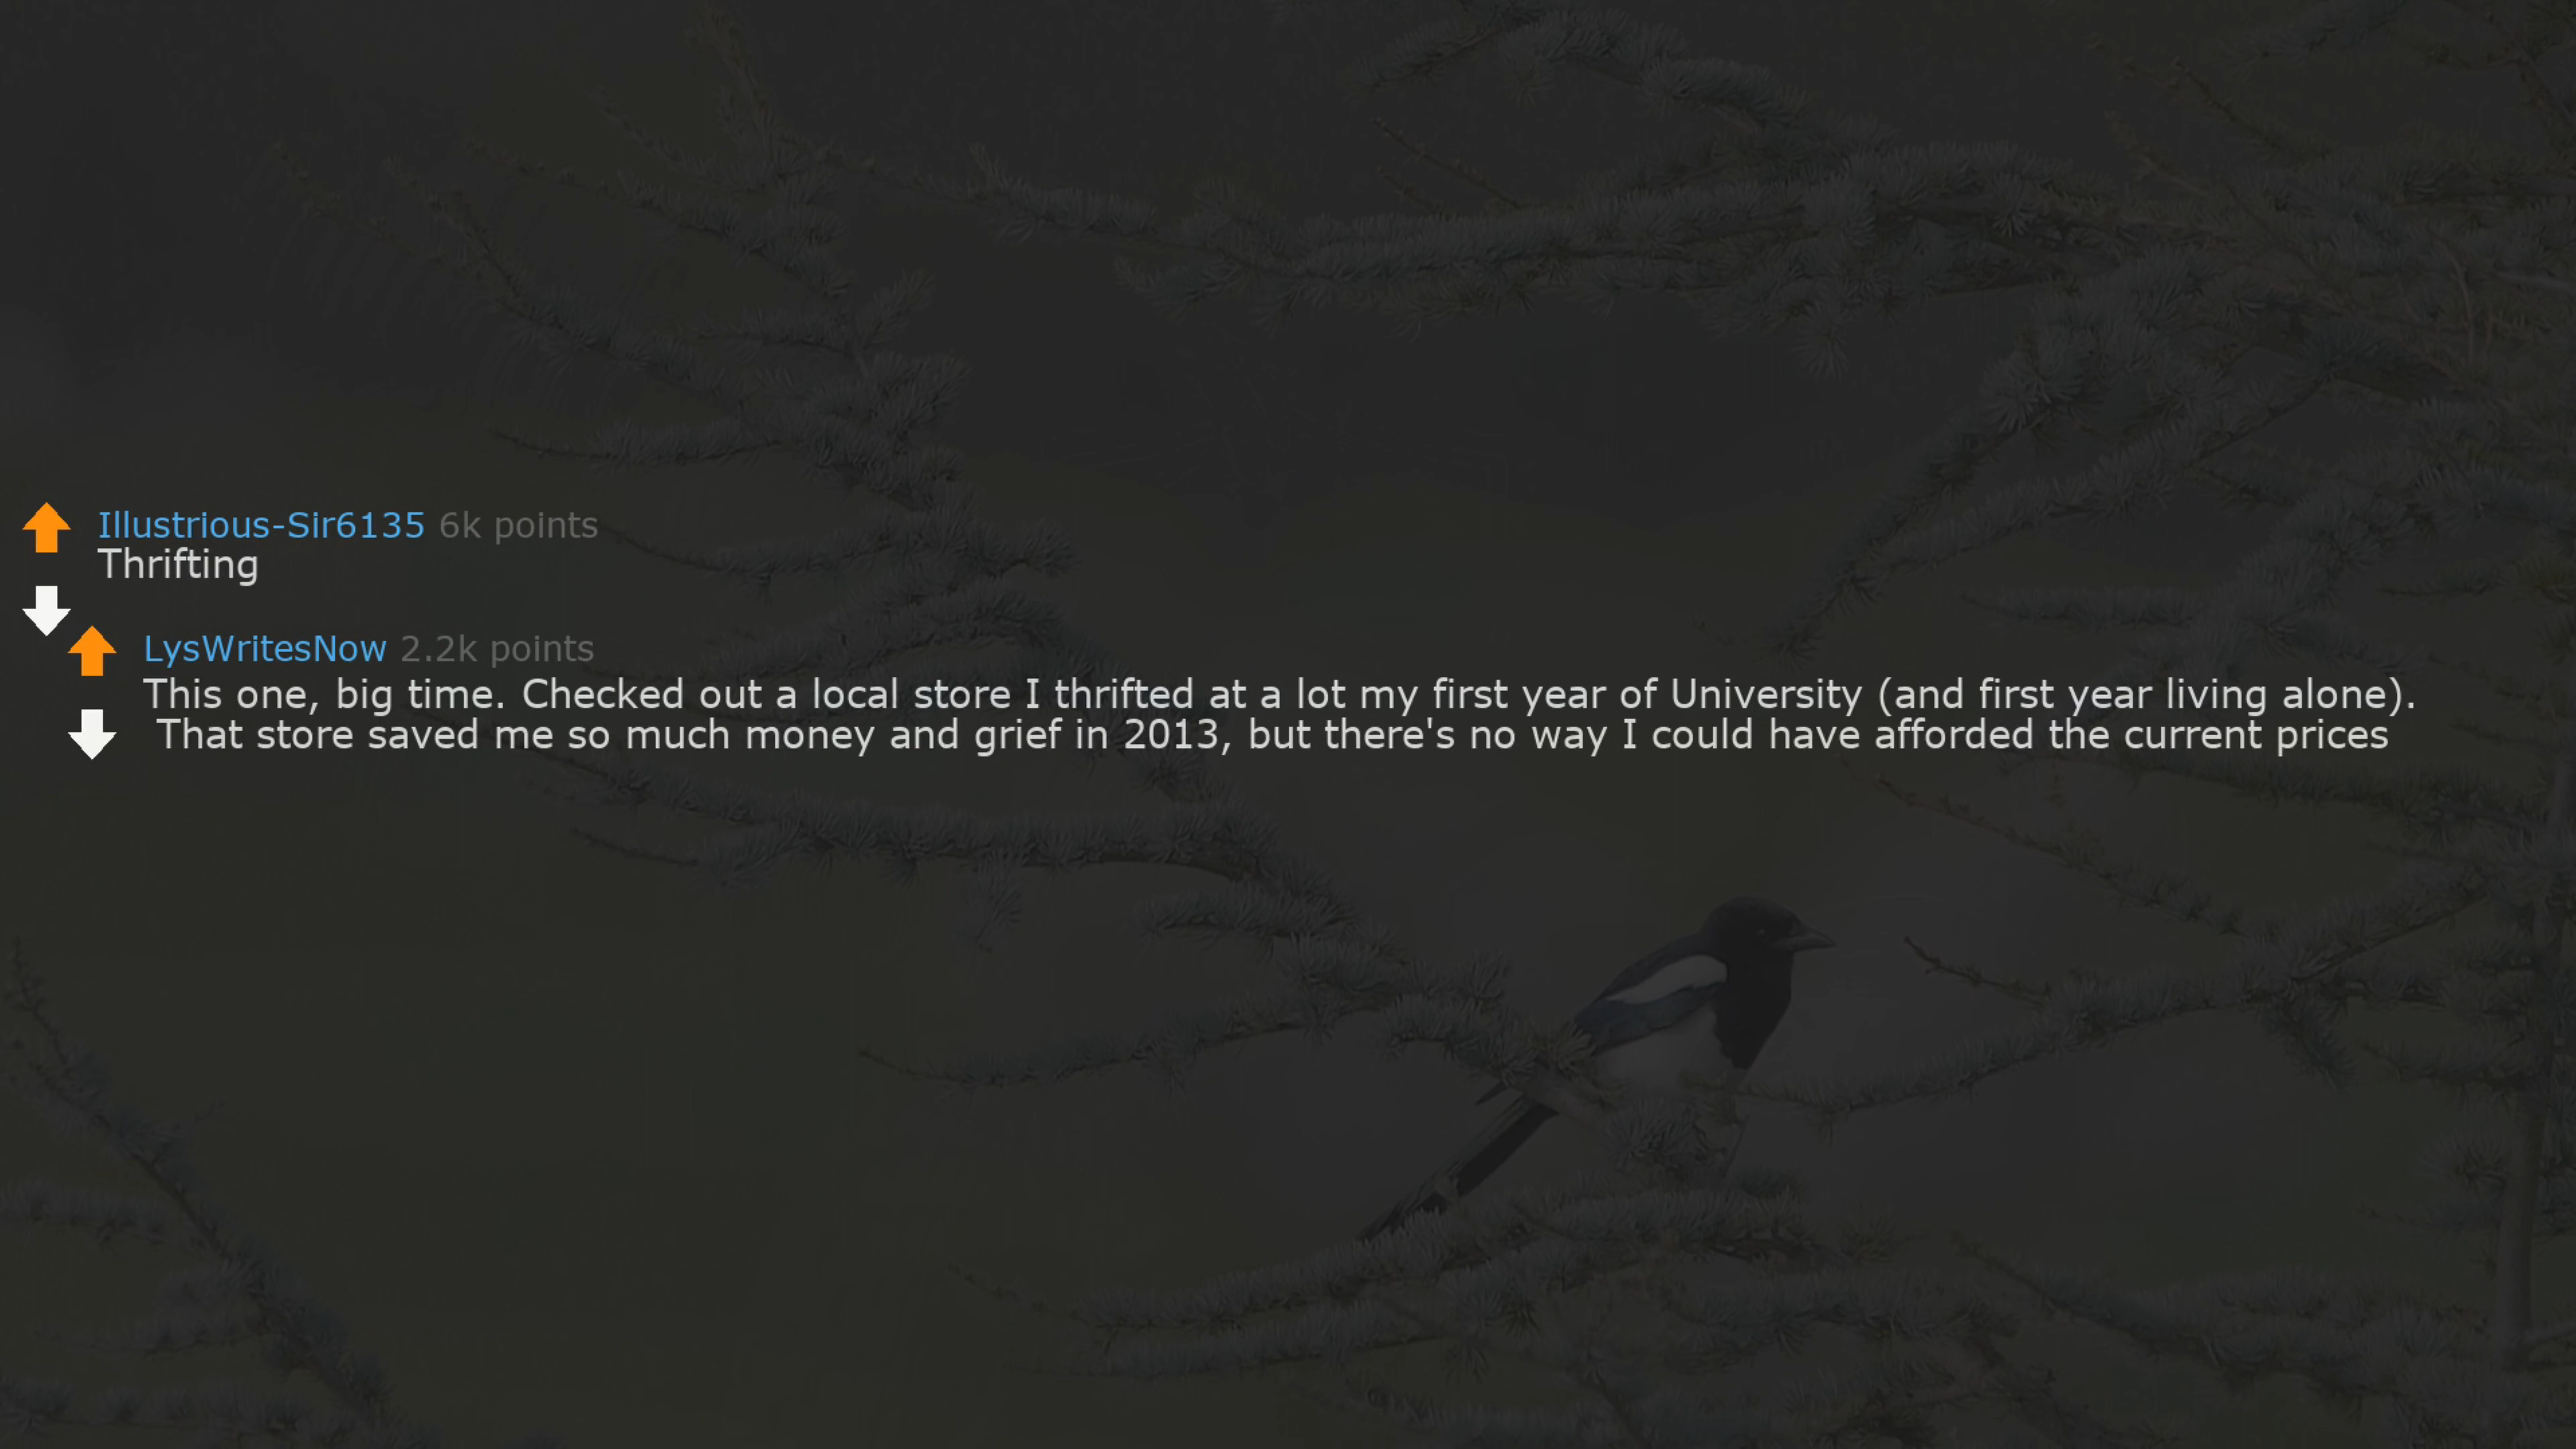 Illustrious-Sir6135 6k points
Thrifting
LysWritesNow 2.2k points
This one, big time. Checked out a local store I thrifted at a lot my first year of University (and first year living alone).
That store saved me so much money and grief in 2013, but there's no way I could have afforded the current prices